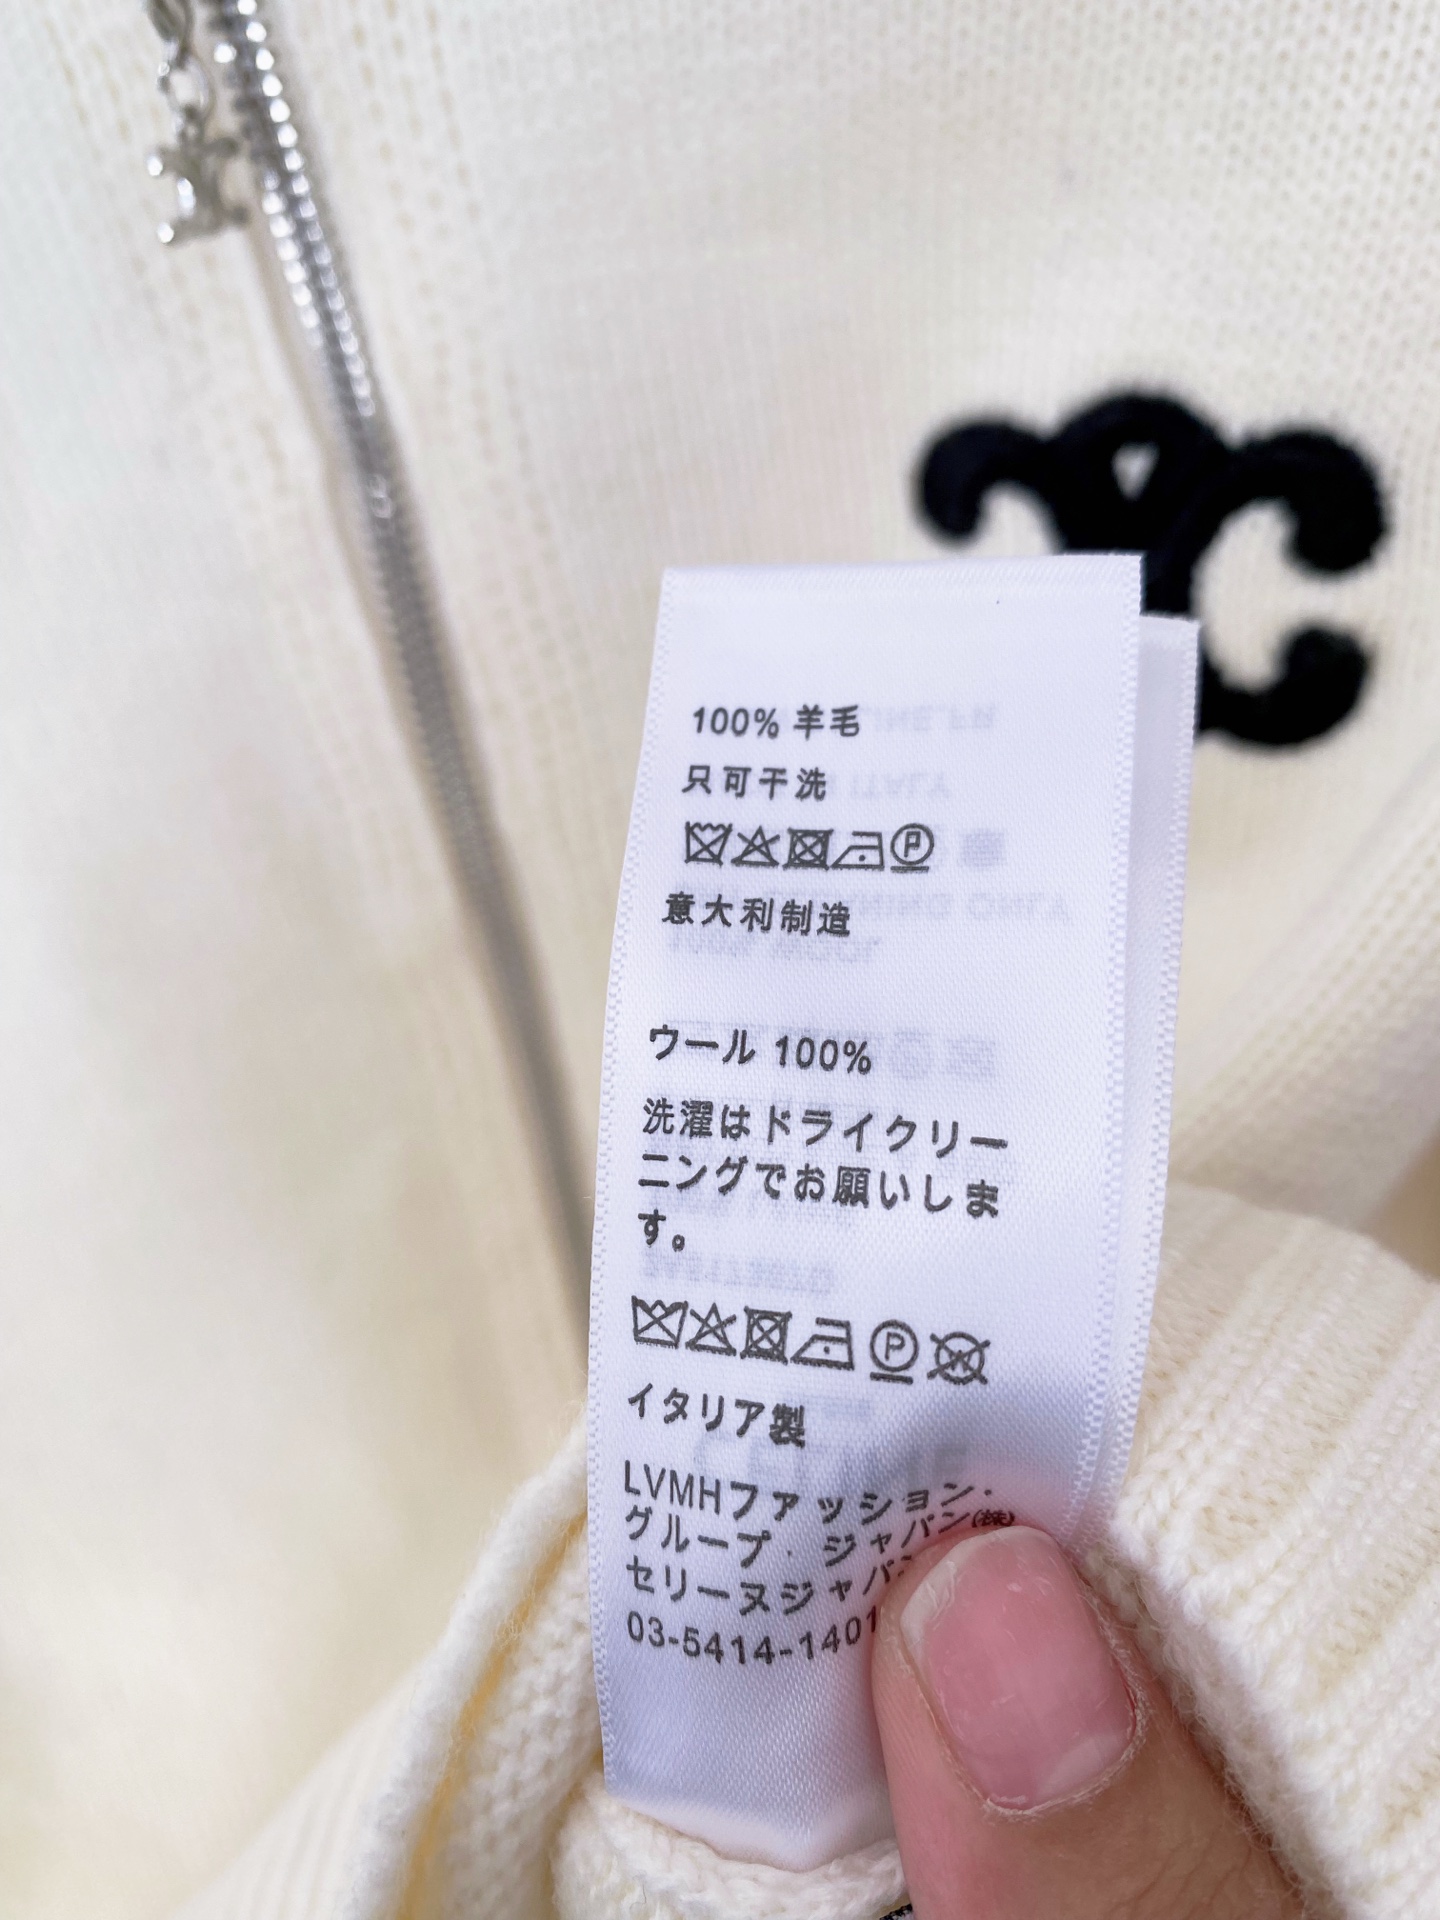 100% 羊毛
只可干洗
P
意大利制造
ウール 100%
洗濯はドライクリー
ニングでお願いしま
す。
P W
イタリア製
LVMHファッション.
グループ . ジャパン㈱
セリーヌジャパ
03-5414-1401